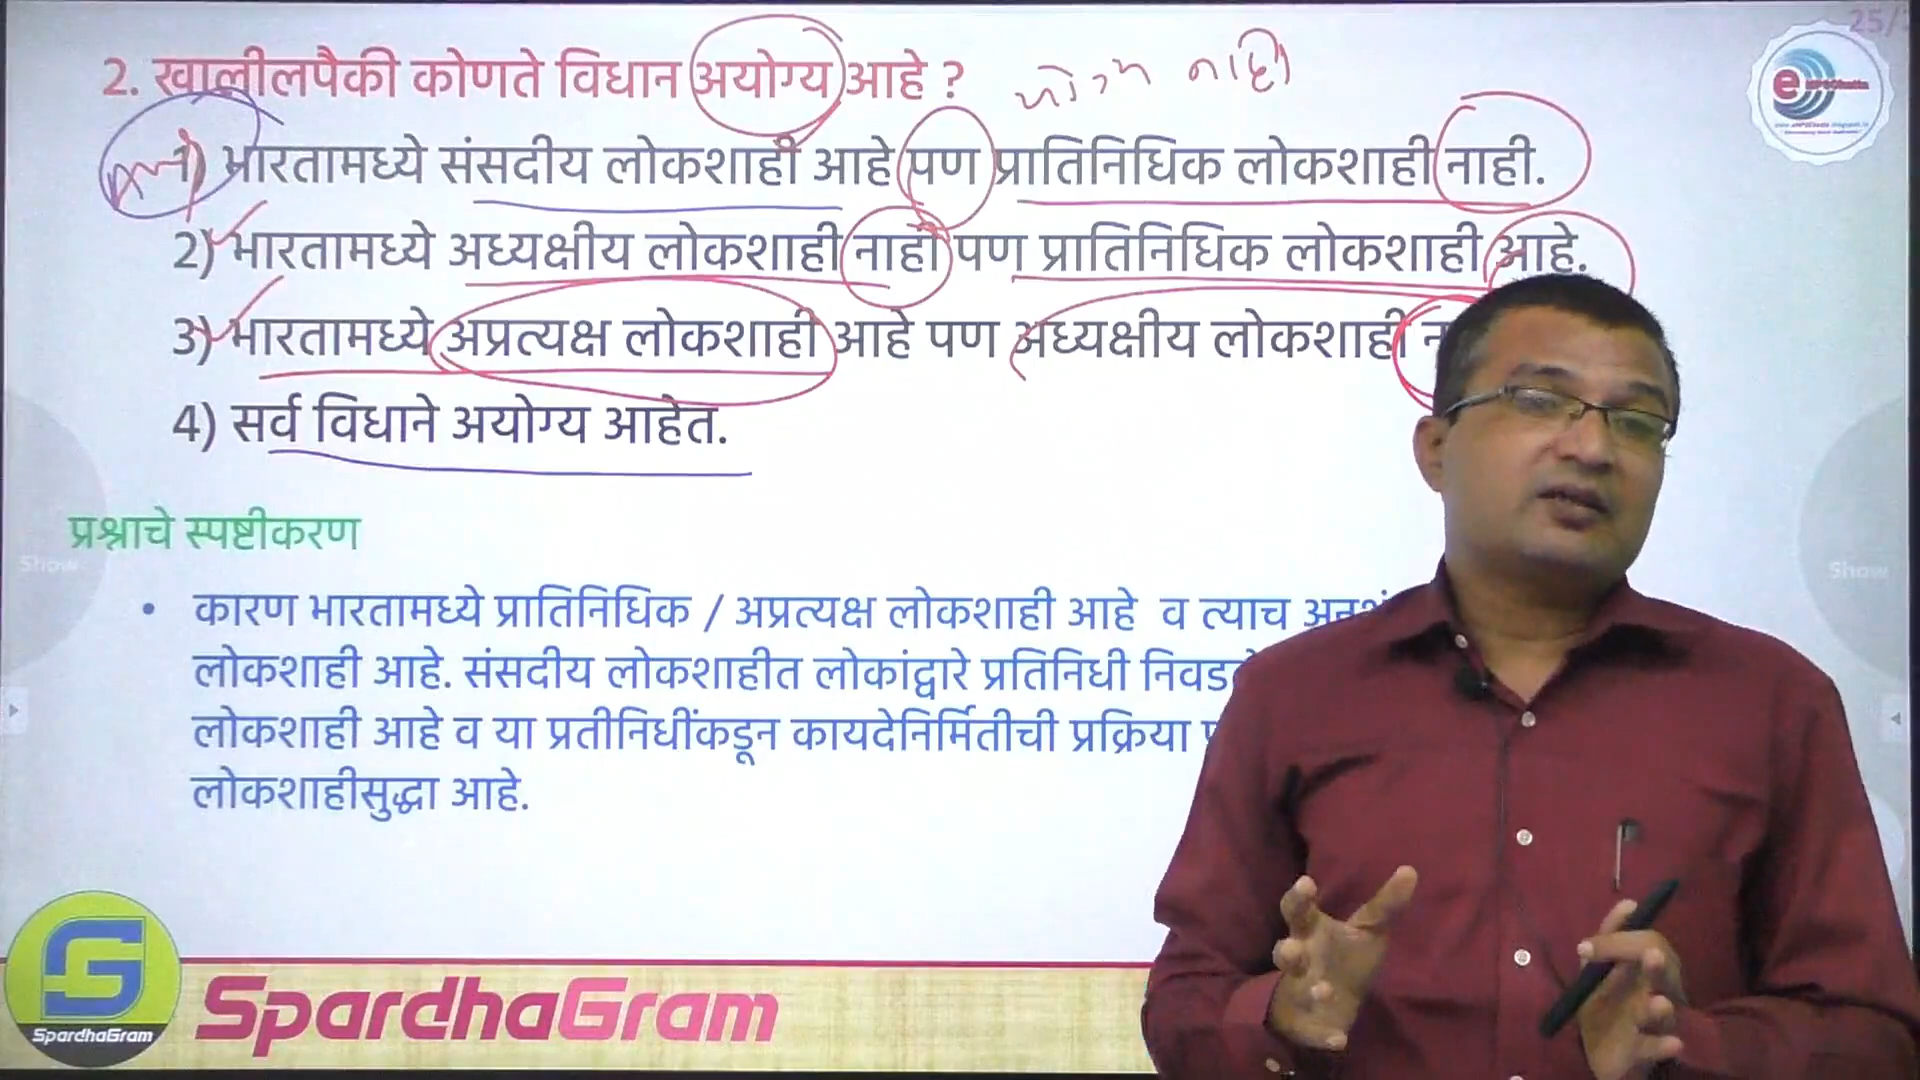 2. खालीलपैकी कोणते विधान अयोग्य आहे ?
योग्य नाही
1) भारतामध्ये संसदीय लोकशाही आहे पण प्रातिनिधिक लोकशाही नाही.
2) भारतामध्ये अध्यक्षीय लोकशाही नाही पण प्रातिनिधिक लोकशाही आहे.
3) भारतामध्ये अप्रत्यक्ष लोकशाही आहे पण अध्यक्षीय लोकशाही
4) सर्व विधाने अयोग्य आहेत.
प्रश्नाचे स्पष्टीकरण
Show
Show
• कारण भारतामध्ये प्रातिनिधिक / अप्रत्यक्ष लोकशाही आहे व त्याच
लोकशाही आहे. संसदीय लोकशाहीत लोकांद्वारे प्रतिनिधी
लोकशाही आहे व या प्रतीनिधींकडून कायदेनिर्मितीची प्रक्रिया
लोकशाहीसुद्धा आहे.
SpardhaGram
SpardhaGram